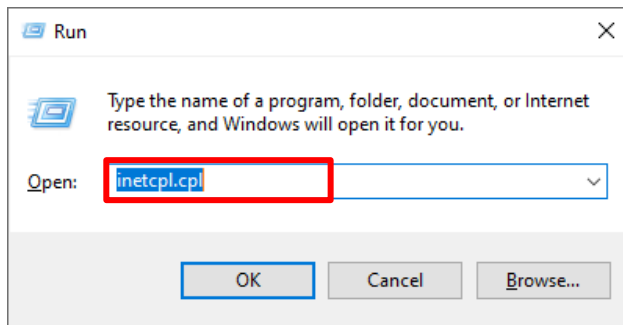 Run
Type the name of a program, folder, document, or Internet
resource, and Windows will open it for you.
Open: inetcpl.cpl
OK Cancel Browse...